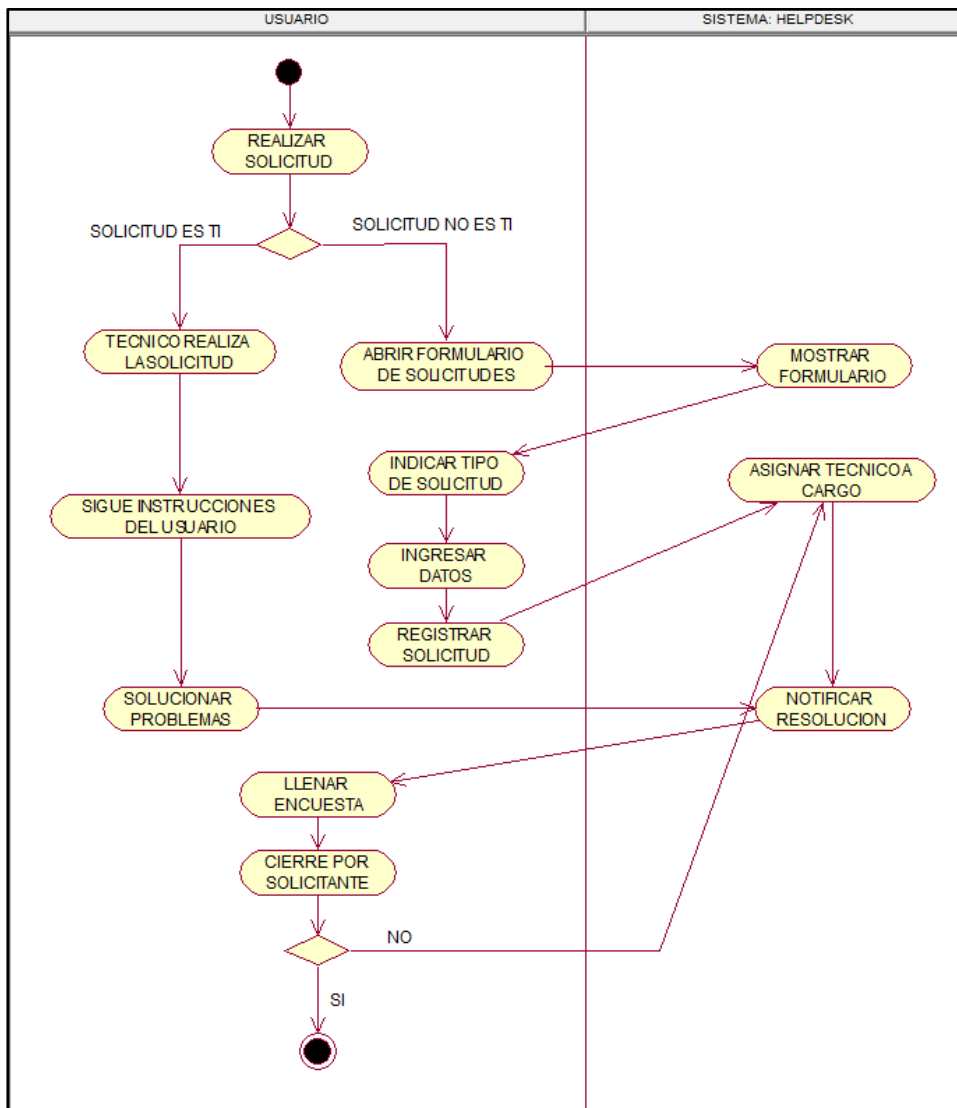 USUARIO
SISTEMA: HELPDESK
REALIZAR
SOLICITUD
SOLICITUD ES TI
SOLICITUD NO ES TI
TECNICO REALIZA
LA SOLICITUD
ABRIR FORMULARIO
DE SOLICITUDES
MOSTRAR
FORMULARIO
INDICAR TIPO
DE SOLICITUD
ASIGNAR TECNICO A
CARGO
SIGUE INSTRUCCIONES
DEL USUARIO
INGRESAR
DATOS
REGISTRAR
SOLICITUD
SOLUCIONAR
PROBLEMAS
NOTIFICAR
RESOLUCION
LLENAR
ENCUESTA
CIERRE POR
SOLICITANTE
NO
SI